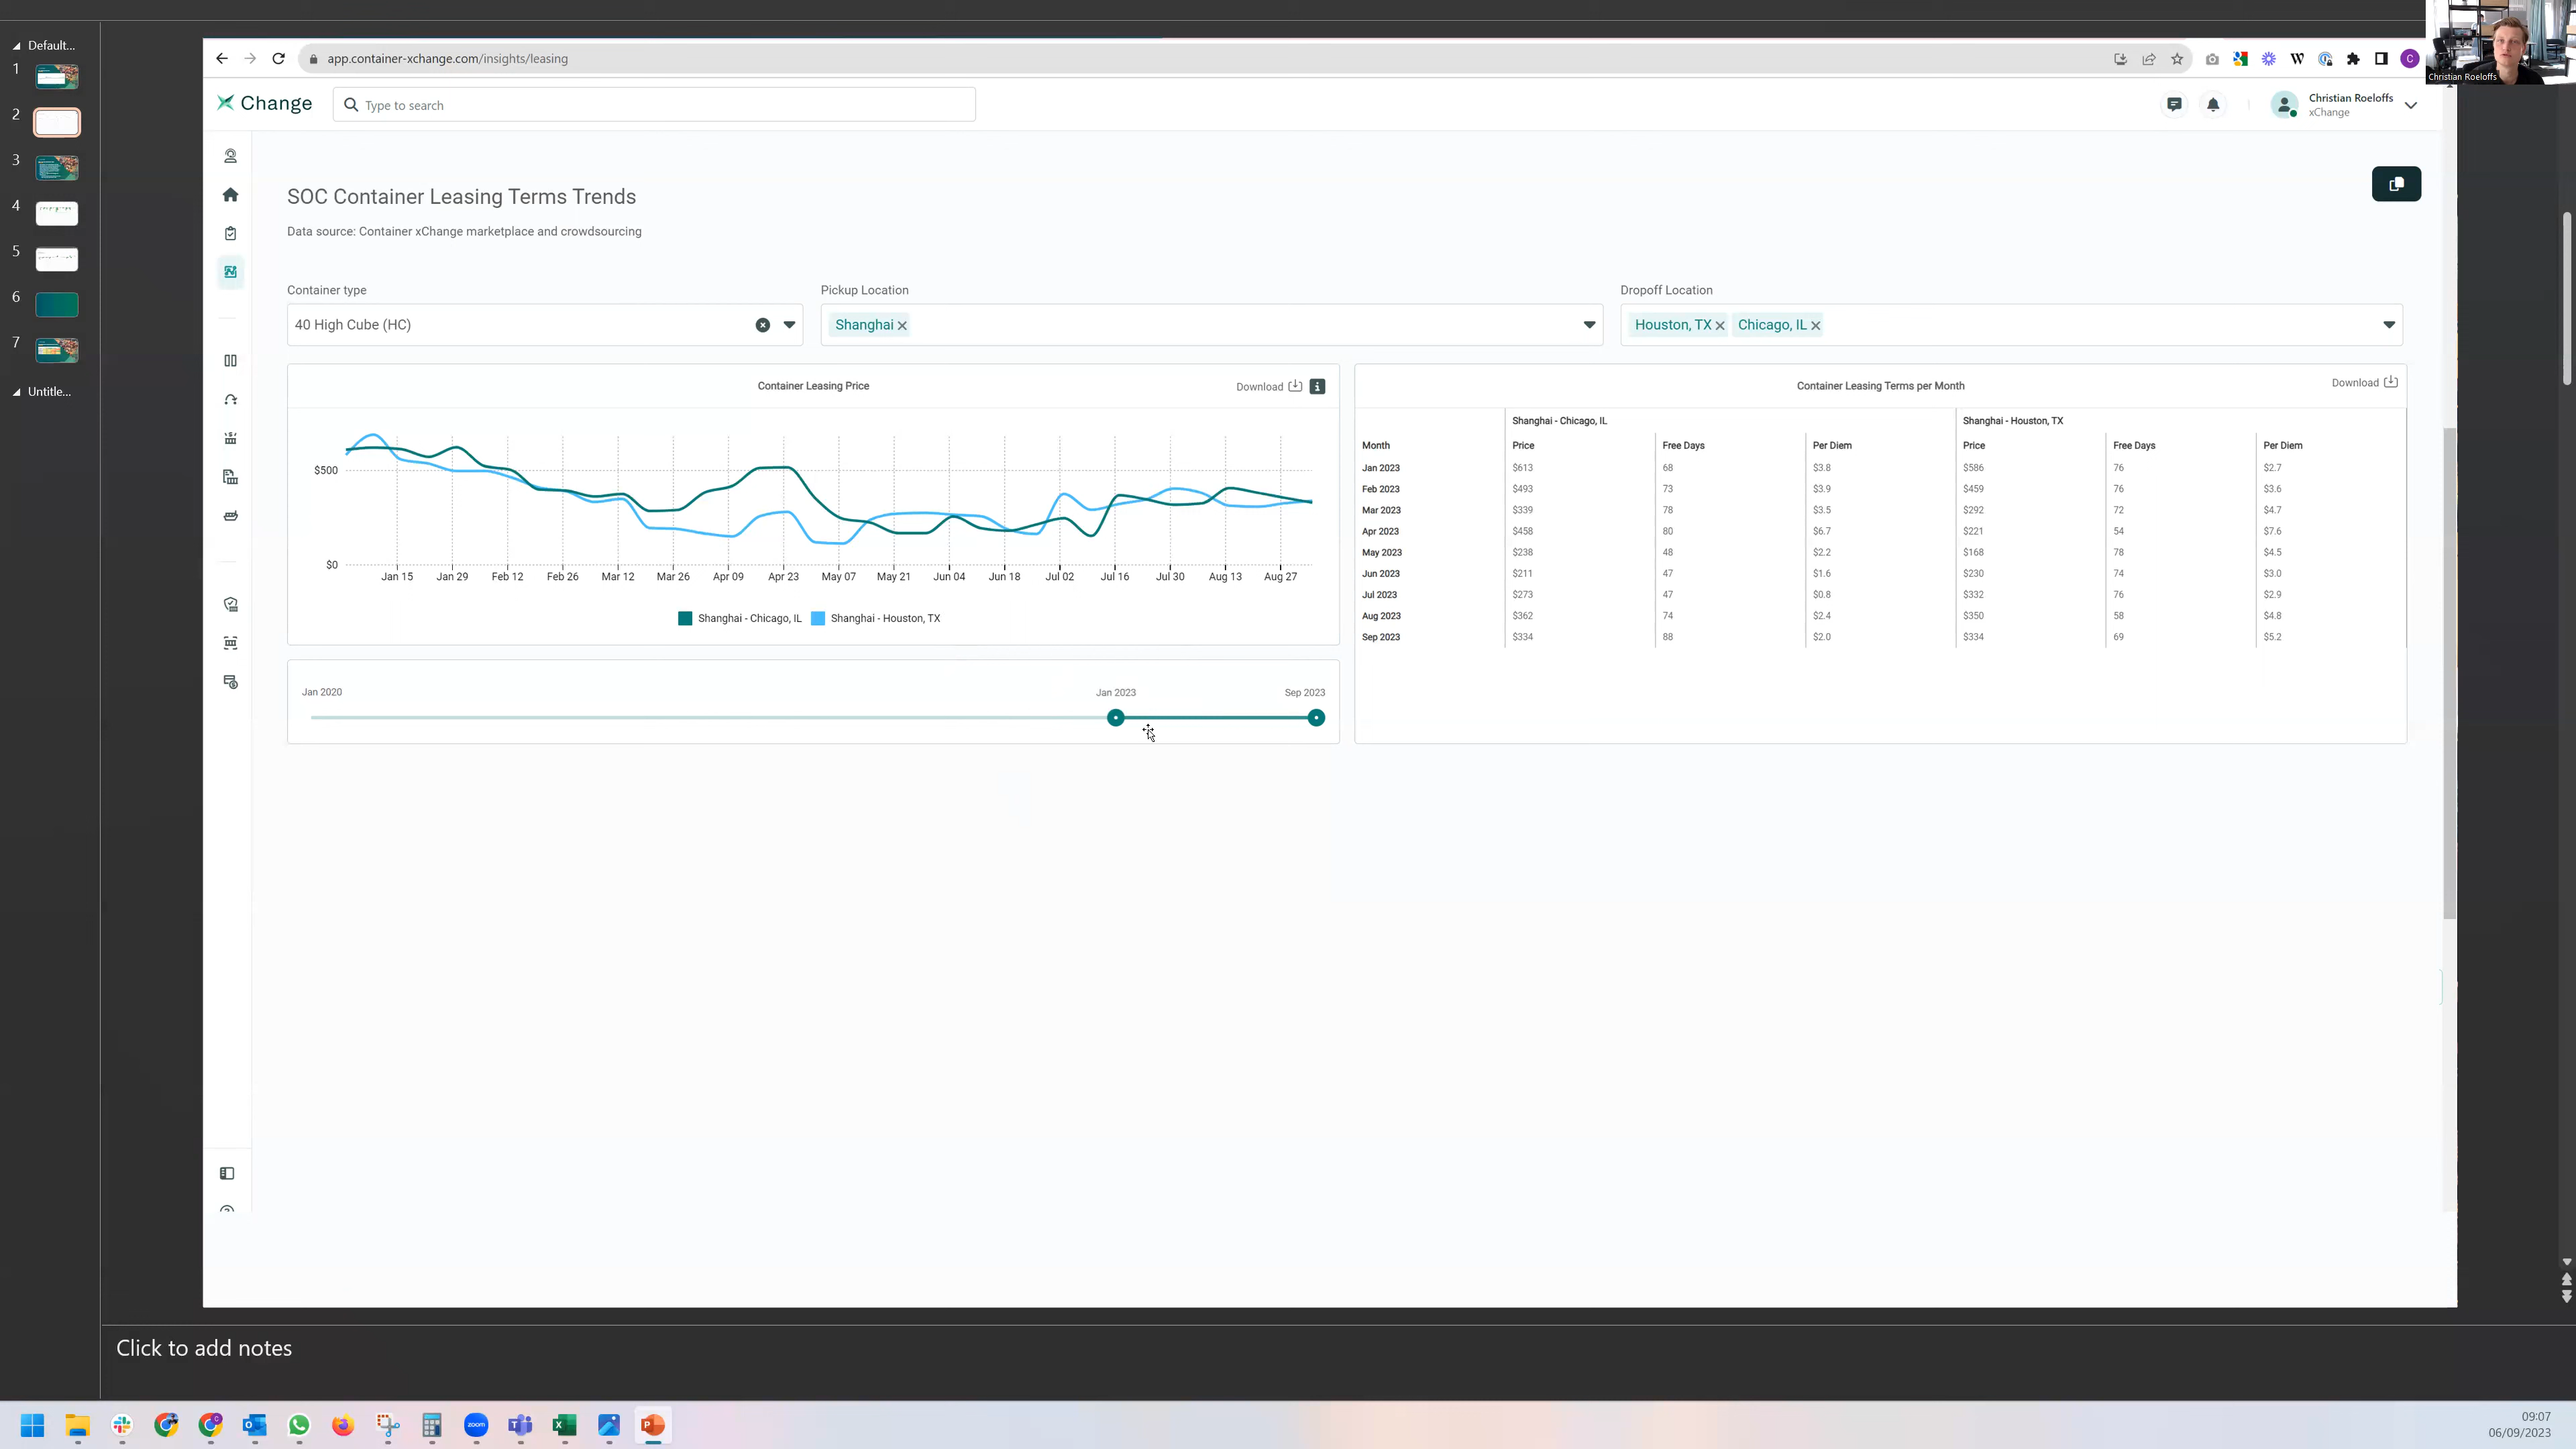 Default...
1
2
3
4
5
6
7
Untitle...
app.container-xchange.com/insights/leasing
C
Christian Roeloffs
Change
Type to search
Christian Roeloffs
xChange
SOC Container Leasing Terms Trends
Data source: Container xChange marketplace and crowdsourcing
Container type
Pickup Location
Dropoff Location
40 High Cube (HC)
Shanghai
Houston, TX
Chicago, IL
Container Leasing Price
Download
$500
$0
Jan 15 Jan 29 Feb 12 Feb 26 Mar 12 Mar 26 Apr 09 Apr 23 May 07 May 21 Jun 04 Jun 18 Jul 02 Jul 16 Jul 30 Aug 13 Aug 27
Shanghai - Chicago, IL Shanghai - Houston, TX
Jan 2020 Jan 2023 Sep 2023
Container Leasing Terms per Month
Download
Shanghai - Chicago, IL Shanghai - Houston, TX
Month Price Free Days Per Diem Price Free Days Per Diem
Jan 2023 $613 68 $3.8 $586 76 $2.7
Feb 2023 $493 73 $3.9 $459 76 $3.6
Mar 2023 $339 78 $3.5 $292 72 $4.7
Apr 2023 $458 80 $6.7 $221 54 $7.6
May 2023 $238 48 $2.2 $168 78 $4.5
Jun 2023 $211 47 $1.6 $230 74 $3.0
Jul 2023 $273 47 $0.8 $332 76 $2.9
Aug 2023 $362 74 $2.4 $350 58 $4.8
Sep 2023 $334 88 $2.0 $334 69 $5.2
Click to add notes
zoom
09:07
06/09/2023